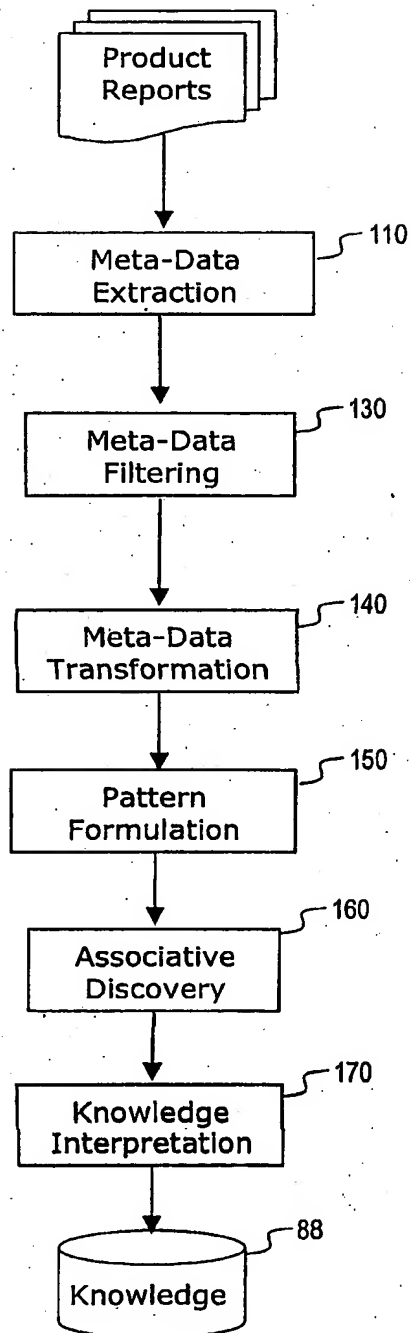 Product
Reports
110
Meta-Data
Extraction
130
Meta-Data
Filtering
140
Meta-Data
Transformation
150
Pattern
Formulation
160
Associative
Discovery
170
Knowledge
Interpretation
88
Knowledge